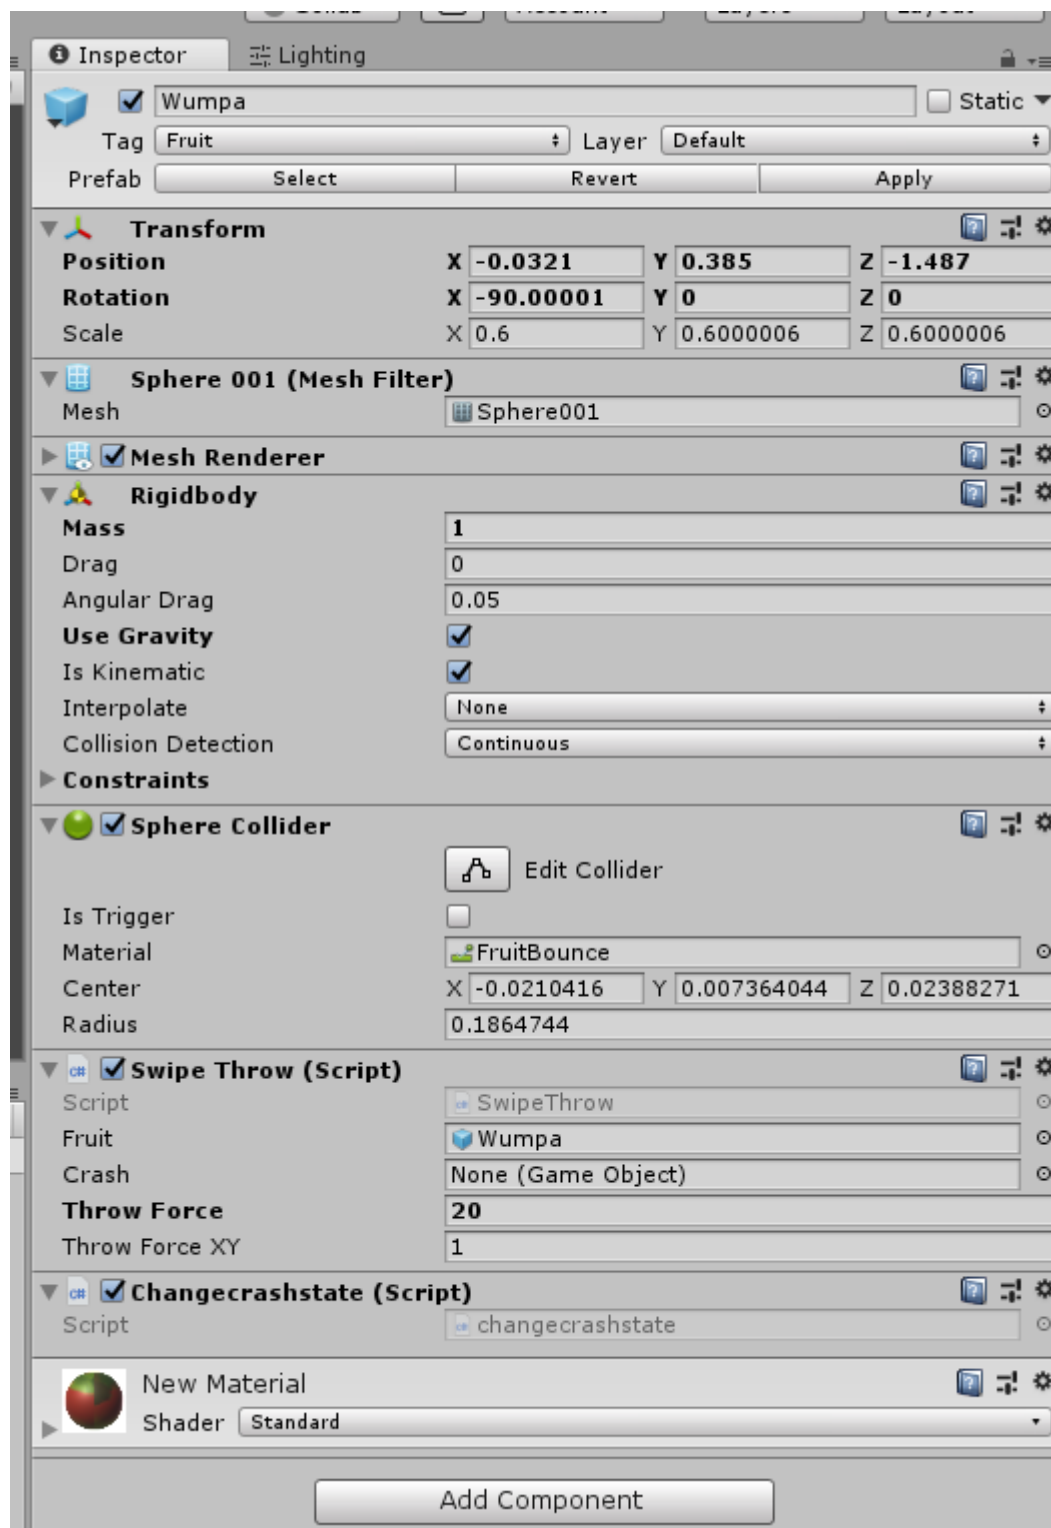 Inspector Lighting
Wumpa Static
Tag Fruit Layer Default
Prefab Select Revert Apply
Transform
Position X -0.0321 Y 0.385 Z -1.487
Rotation X -90.00001 Y 0 Z 0
Scale X 0.6 Y 0.6000006 Z 0.6000006
Sphere 001 (Mesh Filter)
Mesh Sphere001
Mesh Renderer
Rigidbody
Mass 1
Drag 0
Angular Drag 0.05
Use Gravity
Is Kinematic
Interpolate None
Collision Detection Continuous
Constraints
Sphere Collider
Edit Collider
Is Trigger
Material FruitBounce
Center X -0.0210416 Y 0.007364044 Z 0.02388271
Radius 0.1864744
Swipe Throw (Script)
Script SwipeThrow
Fruit Wumpa
Crash None (Game Object)
Throw Force 20
Throw Force XY 1
Changecrashstate (Script)
Script changecrashstate
New Material
Shader Standard
Add Component